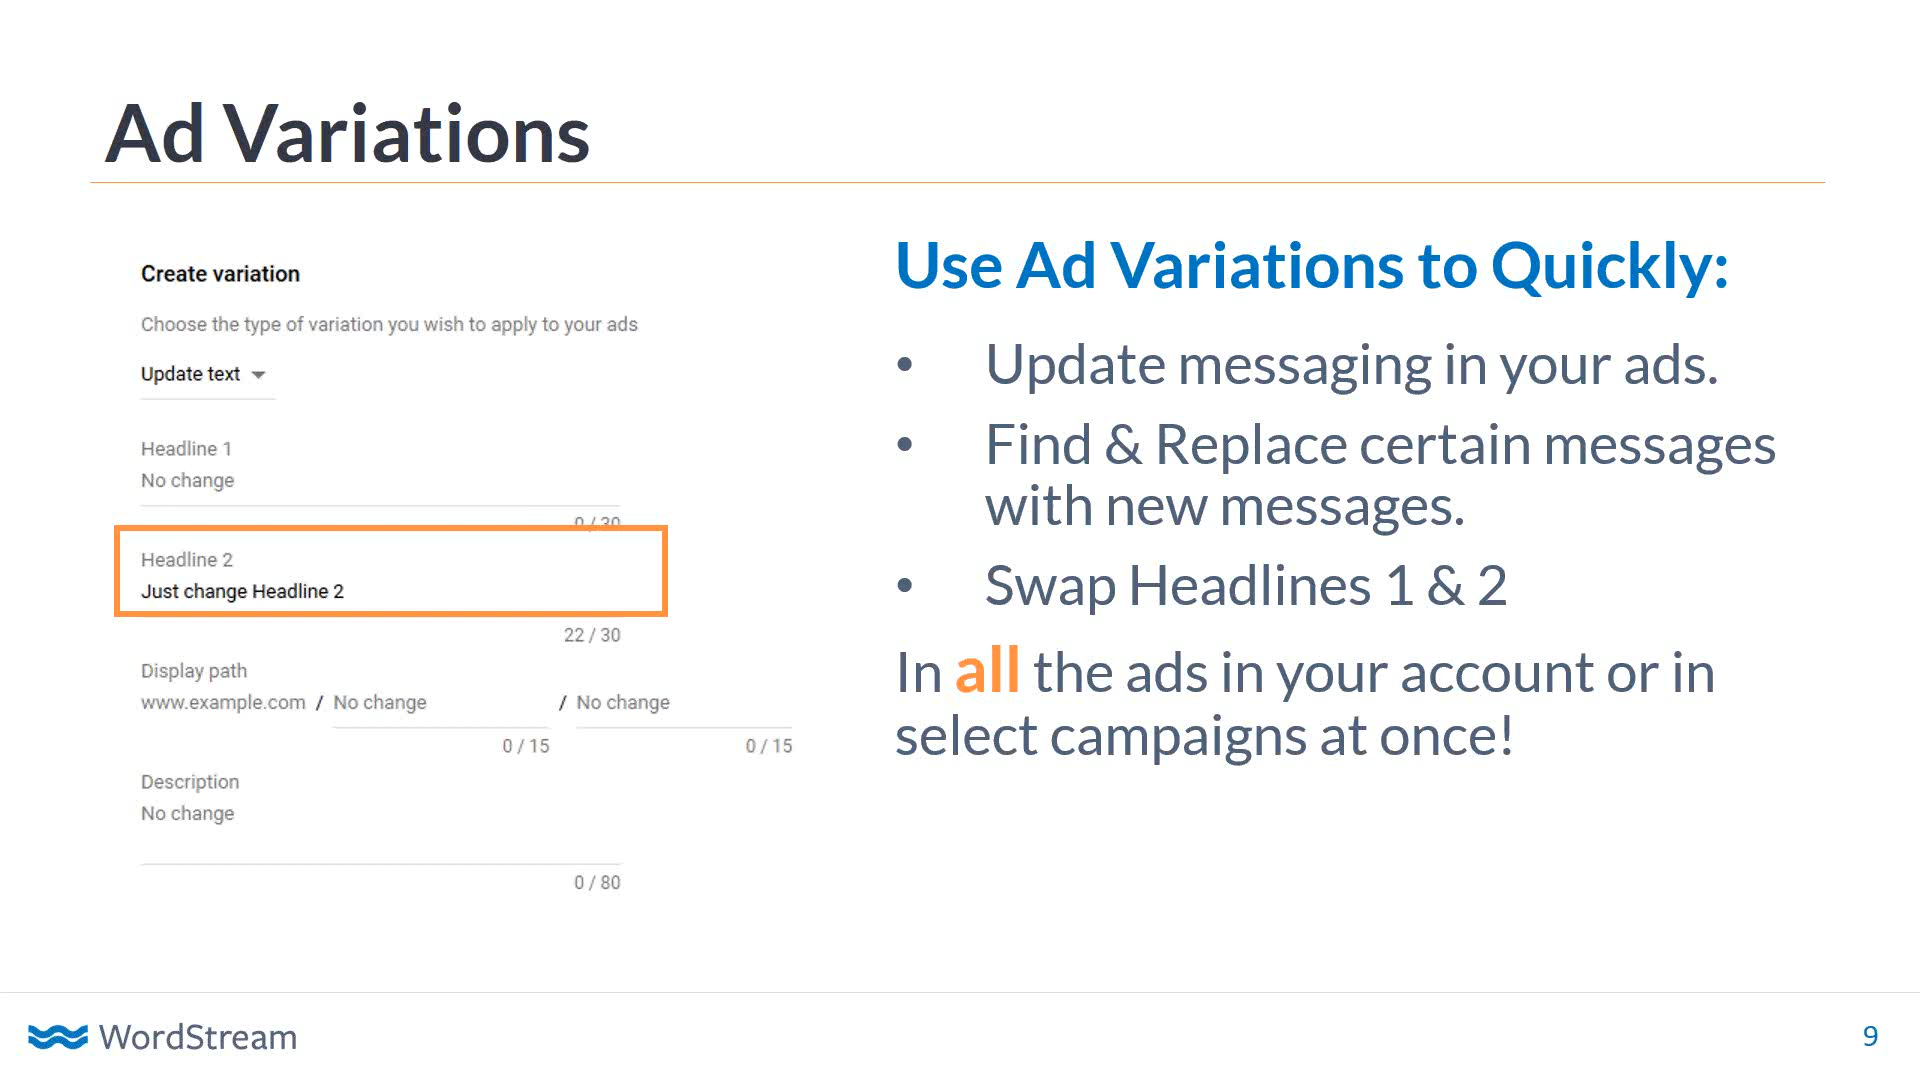 Ad Variations
Create variation
Choose the type of variation you wish to apply to your ads
Update text
Headline 1
No change
0 / 30
Headline 2
Just change Headline 2
22 / 30
Display path
www.example.com / No change / No change
0 / 15 0 / 15
Description
No change
0 / 80
Use Ad Variations to Quickly:
• Update messaging in your ads.
• Find & Replace certain messages
with new messages.
• Swap Headlines 1 & 2
In all the ads in your account or in
select campaigns at once!
WordStream
9